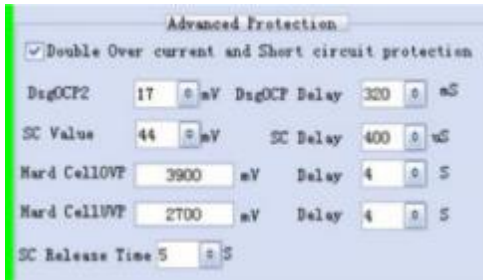 Advanced Protection
Double Over current and Short circuit protection
DsgOCP2 17 mV DsgOCP Delay 320 mS
SC Value 44 mV SC Delay 400 uS
Hard CellOVP 3900 mV Delay 4 S
Hard CellUVP 2700 mV Delay 4 S
SC Release Time 5 S